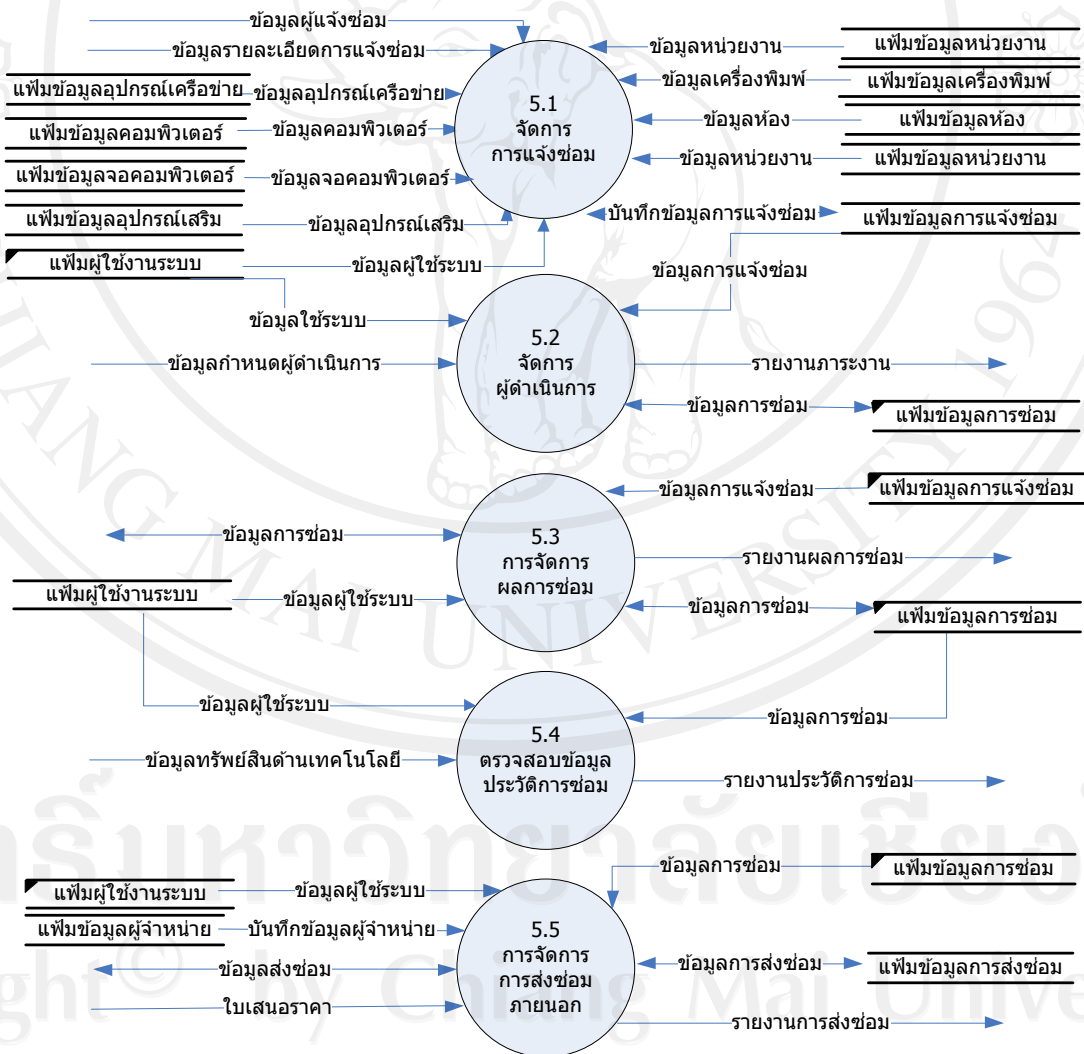 ข้อมูลผู้แจ้งซ่อม
ข้อมูลรายละเอียดการแจ้งซ่อม
ข้อมูลหน่วยงาน
แฟ้มข้อมูลหน่วยงาน
แฟ้มข้อมูลอุปกรณ์เครือข่าย
ข้อมูลอุปกรณ์เครือข่าย
ข้อมูลเครื่องพิมพ์
แฟ้มข้อมูลเครื่องพิมพ์
5.1
จัดการ
การแจ้งซ่อม
แฟ้มข้อมูลคอมพิวเตอร์
ข้อมูลคอมพิวเตอร์
ข้อมูลห้อง
แฟ้มข้อมูลห้อง
ข้อมูลหน่วยงาน
แฟ้มข้อมูลหน่วยงาน
แฟ้มข้อมูลจอคอมพิวเตอร์
ข้อมูลจอคอมพิวเตอร์
แฟ้มข้อมูลอุปกรณ์เสริม
ข้อมูลอุปกรณ์เสริม
บันทึกข้อมูลการแจ้งซ่อม
แฟ้มข้อมูลการแจ้งซ่อม
แฟ้มผู้ใช้งานระบบ
ข้อมูลผู้ใช้ระบบ
ข้อมูลการแจ้งซ่อม
ข้อมูลใช้ระบบ
5.2
จัดการ
ผู้ดำเนินการ
ข้อมูลกำหนดผู้ดำเนินการ
รายงานภาระงาน
ข้อมูลการซ่อม
แฟ้มข้อมูลการซ่อม
ข้อมูลการแจ้งซ่อม
แฟ้มข้อมูลการแจ้งซ่อม
ข้อมูลการซ่อม
5.3
การจัดการ
ผลการซ่อม
รายงานผลการซ่อม
แฟ้มผู้ใช้งานระบบ
ข้อมูลผู้ใช้ระบบ
ข้อมูลการซ่อม
แฟ้มข้อมูลการซ่อม
ข้อมูลผู้ใช้ระบบ
ข้อมูลการซ่อม
5.4
ตรวจสอบข้อมูล
ประวัติการซ่อม
ข้อมูลทรัพย์สินด้านเทคโนโลยี
รายงานประวัติการซ่อม
ข้อมูลการซ่อม
แฟ้มข้อมูลการซ่อม
แฟ้มผู้ใช้งานระบบ
ข้อมูลผู้ใช้ระบบ
แฟ้มข้อมูลผู้จำหน่าย
บันทึกข้อมูลผู้จำหน่าย
5.5
การจัดการ
การส่งซ่อม
ภายนอก
ข้อมูลส่งซ่อม
ข้อมูลการส่งซ่อม
แฟ้มข้อมูลการส่งซ่อม
ใบเสนอราคา
รายงานการส่งซ่อม
IANG MAI UNIVERSITY 1964
ธิ์มหาวิทยาลัยเชียง
ght © by Chiang Mai Unive